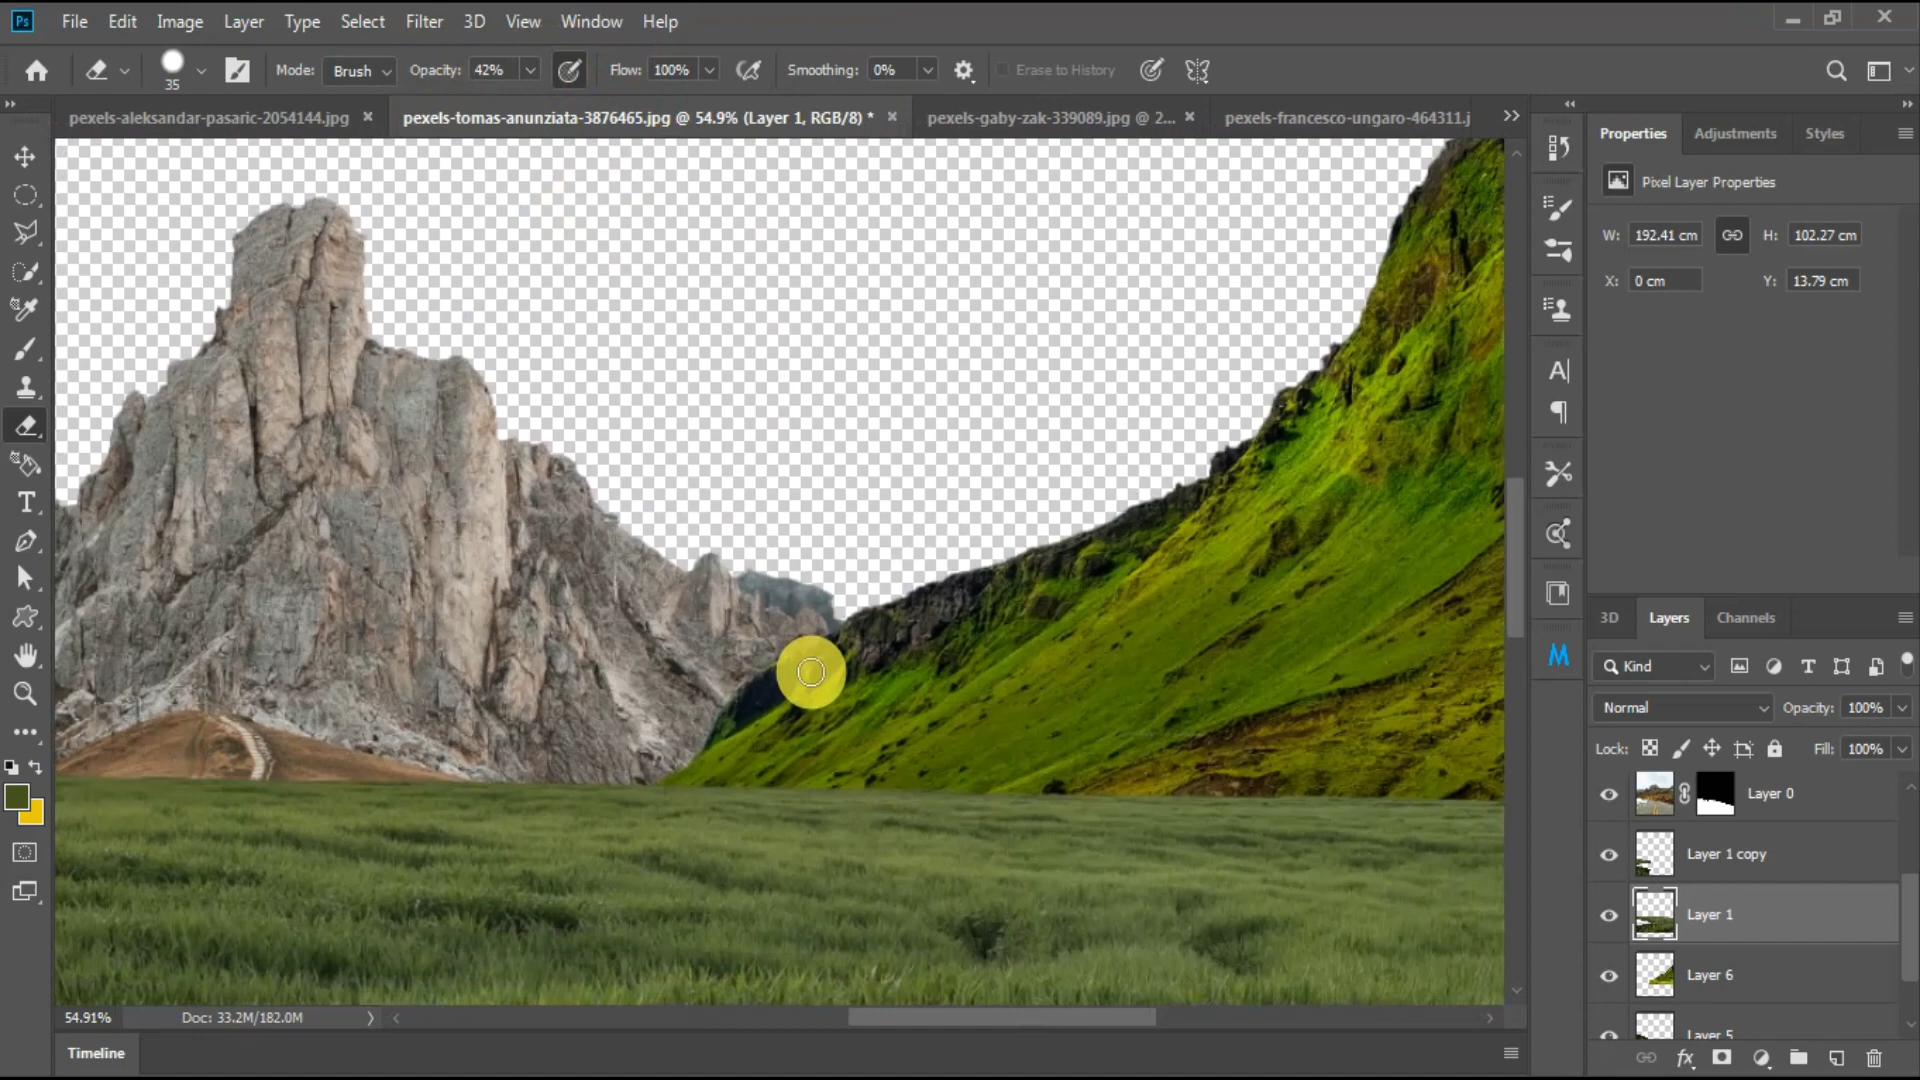 Ps File Edit Image Layer Type Select Filter 3D View Window Help
35 Mode: Brush Opacity: 42% Flow: 100% Smoothing: 0% Erase to History
pexels-aleksandar-pasaric-2054144.jpg
pexels-tomas-anunziata-3876465.jpg @ 54.9% (Layer 1, RGB/8) *
pexels-gaby-zak-339089.jpg @ 2...
pexels-francesco-ungaro-464311.j
Properties Adjustments Styles
Pixel Layer Properties
W: 192.41 cm H: 102.27 cm
X: 0 cm Y: 13.79 cm
3D Layers Channels
Kind
Normal Opacity: 100%
Lock: Fill: 100%
Layer 0
Layer 1 copy
Layer 1
Layer 6
Layer 5
fx
54.91% Doc: 33.2M/182.0M
Timeline